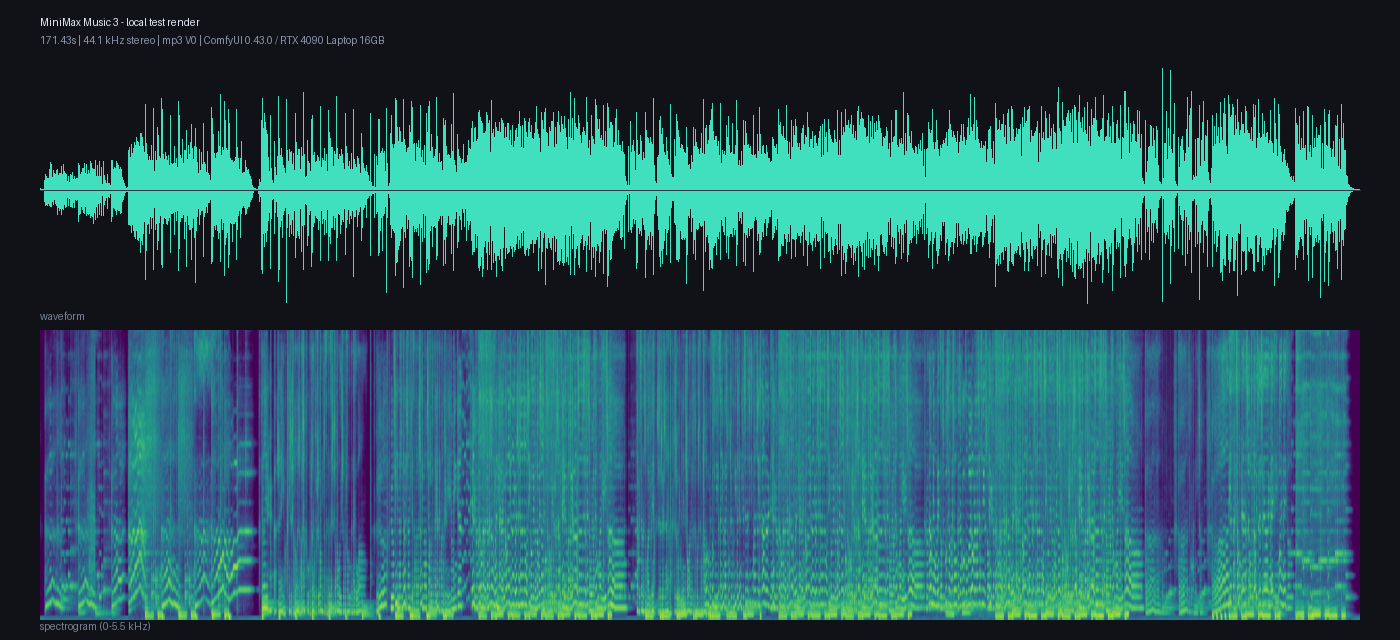 MiniMax Music 3 - local test render
171.43s | 44.1 kHz stereo | mp3 V0 | ComfyUI 0.43.0 / RTX 4090 Laptop 16GB
waveform
spectrogram (0-5.5 kHz)